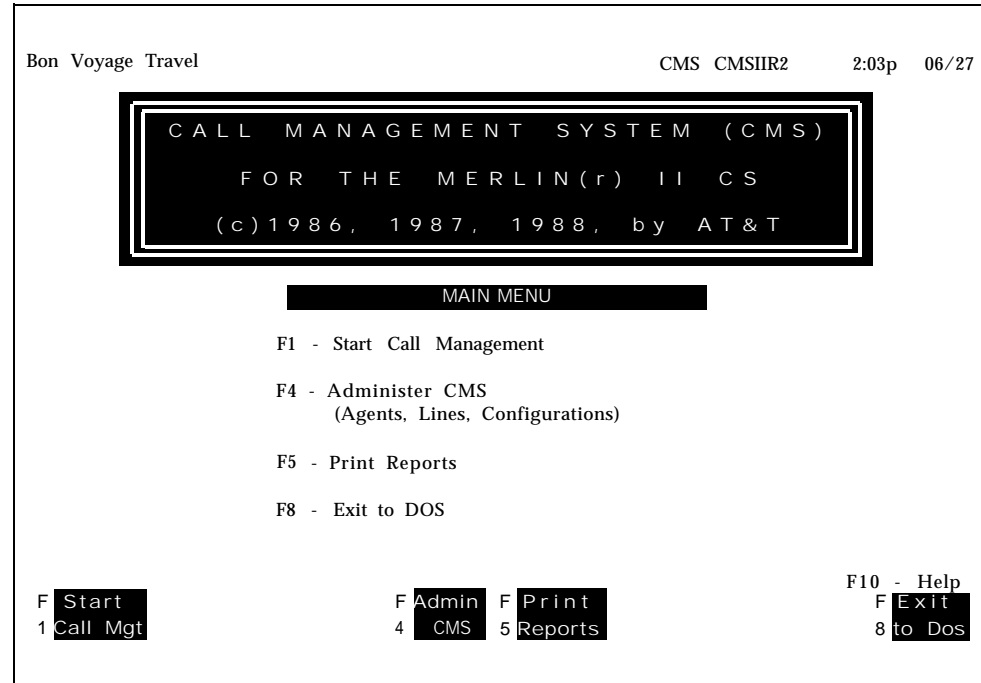 Bon Voyage Travel CMS CMSIIR2 2:03p 06/27
CALL MANAGEMENT SYSTEM (CMS)
FOR THE MERLIN(r) II CS
(c)1986, 1987, 1988, by AT&T
MAIN MENU
F1 - Start Call Management
F4 - Administer CMS
(Agents, Lines, Configurations)
F5 - Print Reports
F8 - Exit to DOS
F10 - Help
F Start F Admin F Print F Exit
1 Call Mgt 4 CMS 5 Reports 8 to Dos